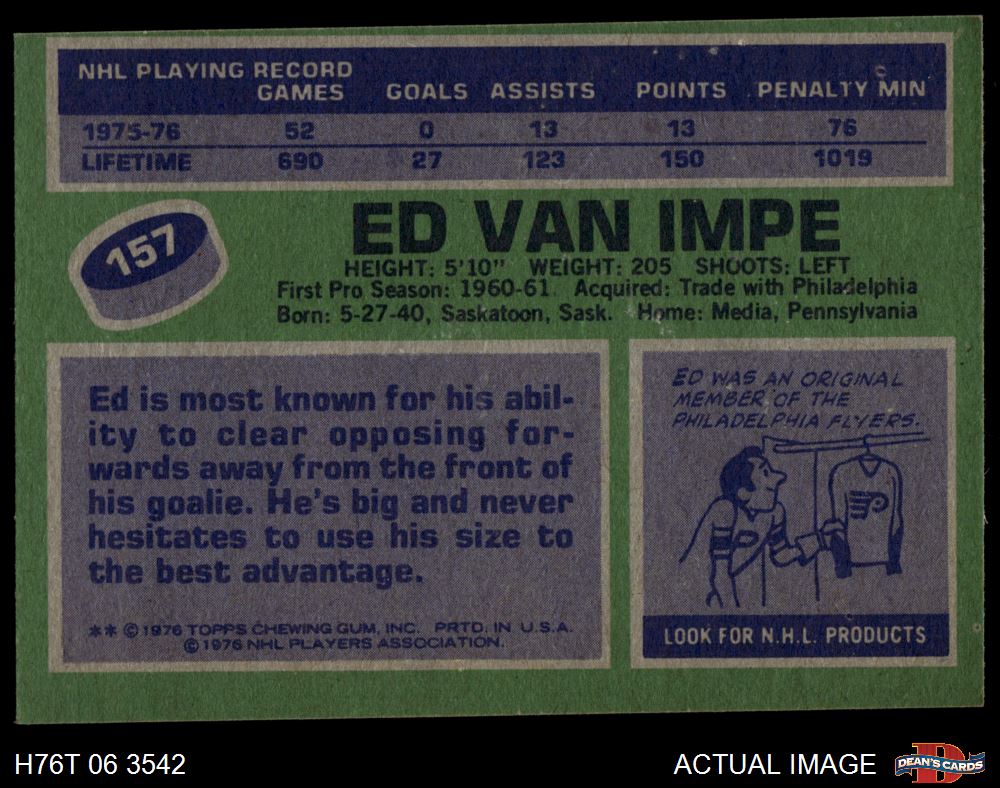 NHL PLAYING RECORD
GAMES GOALS ASSISTS POINTS PENALTY MIN
1975-76 52 0 13 13 76
LIFETIME 690 27 123 150 1019
157
ED VAN IMPE
HEIGHT: 5'10" WEIGHT: 205 SHOOTS: LEFT
First Pro Season: 1960-61 Acquired: Trade with Philadelphia
Born: 5-27-40, Saskatoon, Sask. Home: Media, Pennsylvania
Ed is most known for his abil-
ity to clear opposing for-
wards away from the front of
his goalie. He's big and never
hesitates to use his size to
the best advantage.
** © 1976 TOPPS CHEWING GUM, INC. PRTD. IN U.S.A.
© 1976 NHL PLAYERS ASSOCIATION.
ED WAS AN ORIGINAL
MEMBER OF THE
PHILADELPHIA FLYERS.
LOOK FOR N.H.L. PRODUCTS
H76T 06 3542
ACTUAL IMAGE
D
DEAN'S CARDS